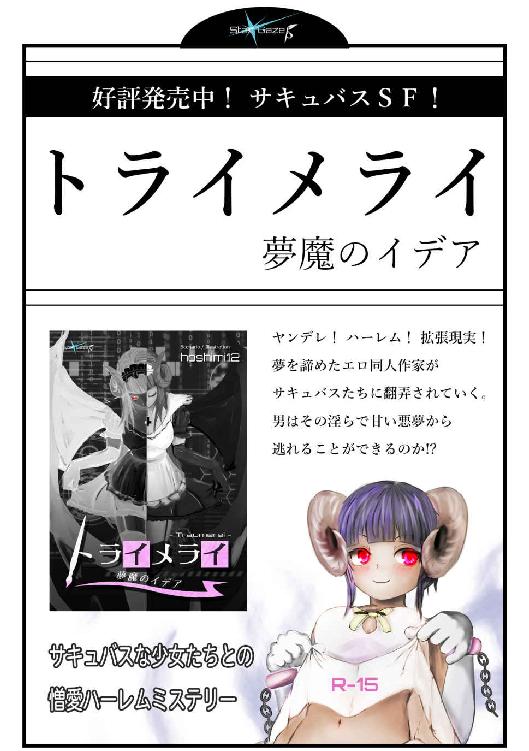 StarGazeβ
好評発売中！ サキュバスＳＦ！
トライメライ
夢魔のイデア
ヤンデレ！ ハーレム！ 拡張現実！
夢を諦めたエロ同人作家が
サキュバスたちに翻弄されていく。
男はその淫らで甘い悪夢から
逃れることができるのか!?
Scenario / Illustration
hoshimi12
- Traumerai -
トライメライ
夢魔のイデア
サキュバスな少女たちとの
憎愛ハーレムミステリー
R-15